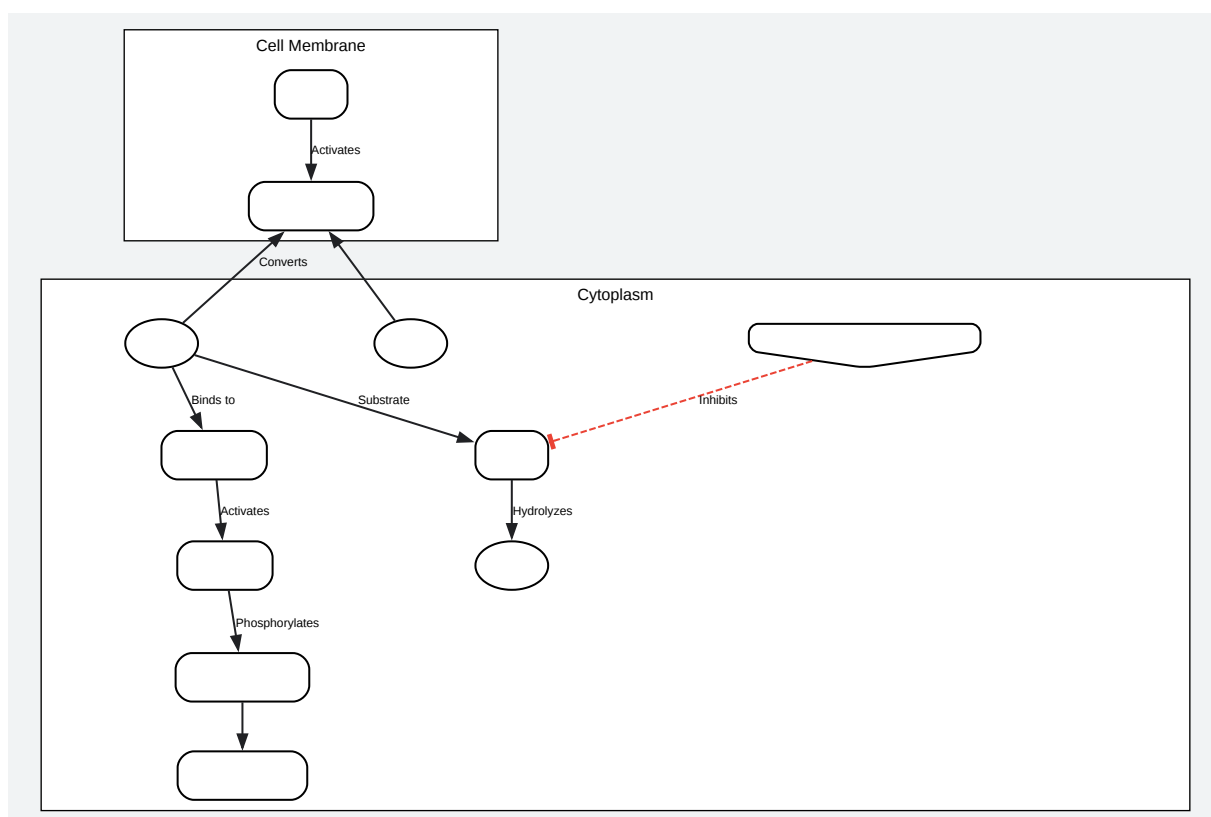 Cell Membrane
Activates
Converts
Cytoplasm
Binds to
Substrate
Inhibits
Activates
Hydrolyzes
Phosphorylates